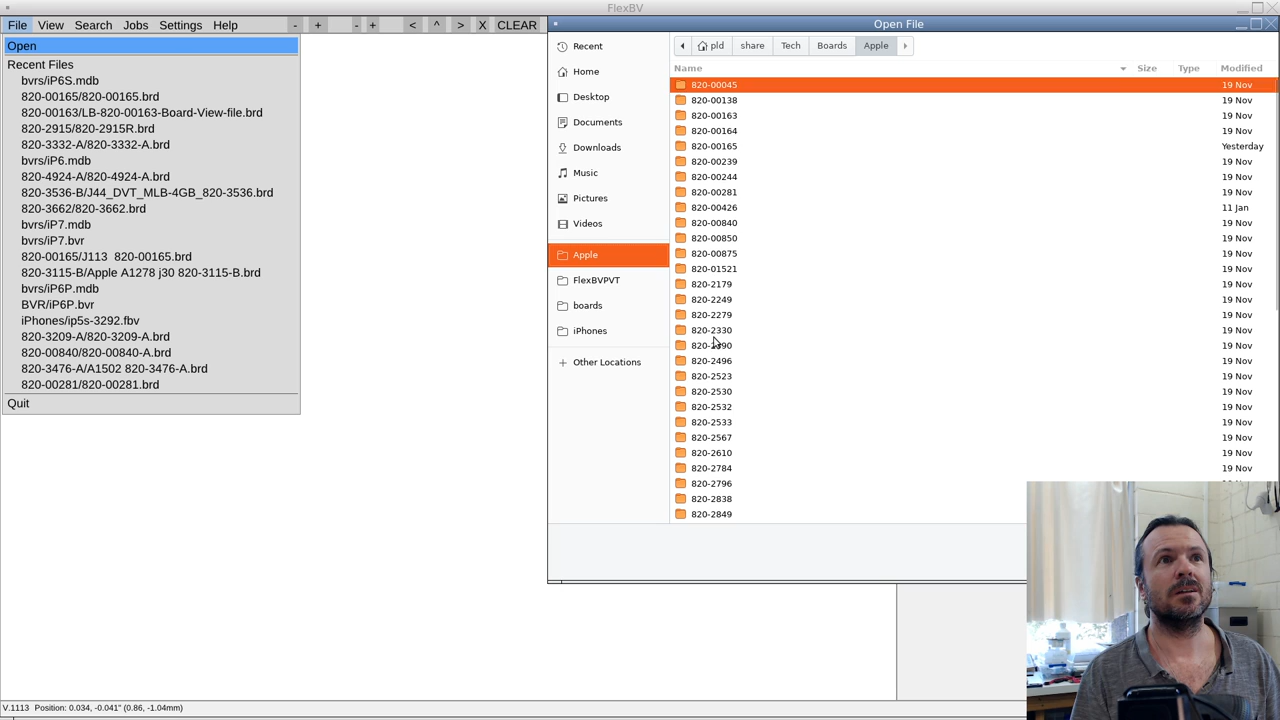 FlexBV
File View Search Jobs Settings Help - + - + < ^ > X CLEAR
Open
Recent Files
bvrs/iP6S.mdb
820-00165/820-00165.brd
820-00163/LB-820-00163-Board-View-file.brd
820-2915/820-2915R.brd
820-3332-A/820-3332-A.brd
bvrs/iP6.mdb
820-4924-A/820-4924-A.brd
820-3536-B/J44_DVT_MLB-4GB_820-3536.brd
820-3662/820-3662.brd
bvrs/iP7.mdb
bvrs/iP7.bvr
820-00165/J113  820-00165.brd
820-3115-B/Apple A1278 j30 820-3115-B.brd
bvrs/iP6P.mdb
BVR/iP6P.bvr
iPhones/ip5s-3292.fbv
820-3209-A/820-3209-A.brd
820-00840/820-00840-A.brd
820-3476-A/A1502 820-3476-A.brd
820-00281/820-00281.brd
Quit
Open File
Recent
Home
Desktop
Documents
Downloads
Music
Pictures
Videos
Apple
FlexBVPVT
boards
iPhones
+ Other Locations
pld share Tech Boards Apple
Name Size Type Modified
820-00045 19 Nov
820-00138 19 Nov
820-00163 19 Nov
820-00164 19 Nov
820-00165 Yesterday
820-00239 19 Nov
820-00244 19 Nov
820-00281 19 Nov
820-00426 11 Jan
820-00840 19 Nov
820-00850 19 Nov
820-00875 19 Nov
820-01521 19 Nov
820-2179 19 Nov
820-2249 19 Nov
820-2279 19 Nov
820-2330 19 Nov
19 Nov
820-2496 19 Nov
820-2523 19 Nov
820-2530 19 Nov
820-2532 19 Nov
820-2533 19 Nov
820-2567 19 Nov
820-2610 19 Nov
820-2784 19 Nov
820-2796
820-2838
820-2849
V.1113 Position: 0.034, -0.041" (0.86, -1.04mm)